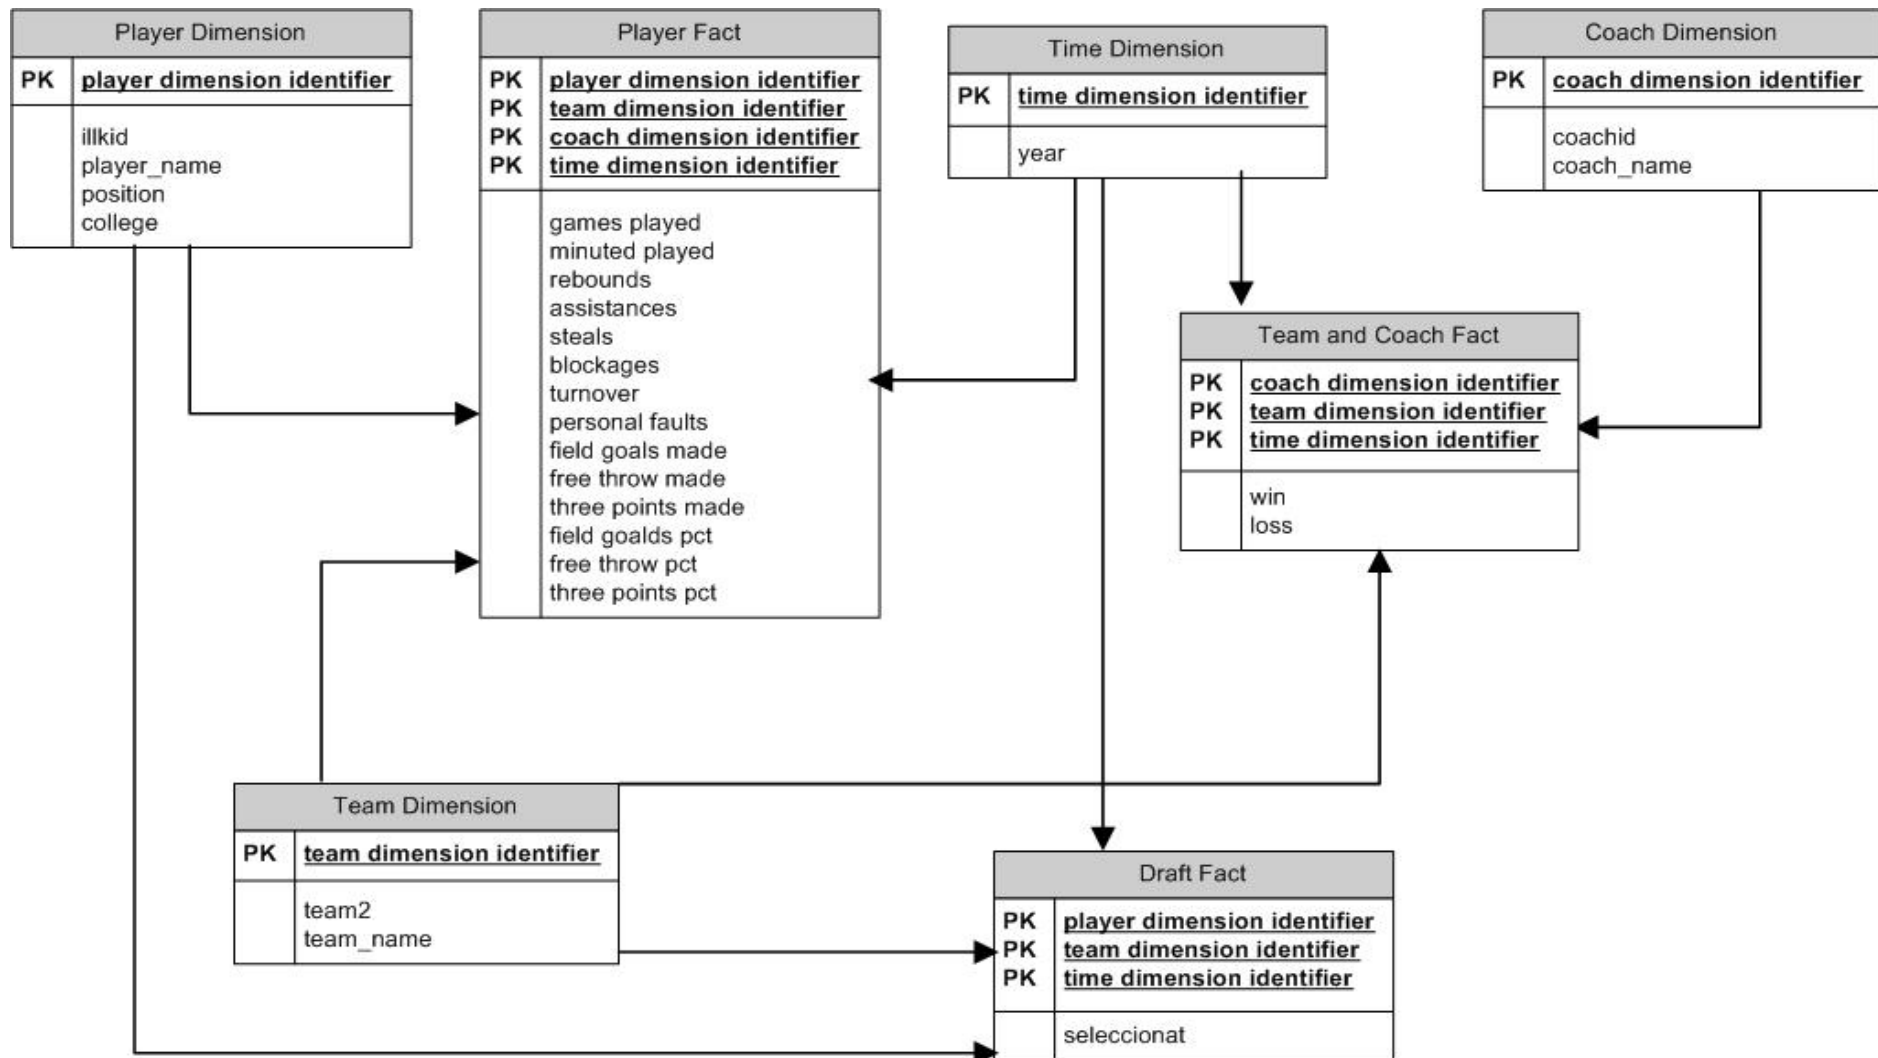 Player Dimension
PK player dimension identifier
illkid
player_name
position
college
Player Fact
PK player dimension identifier
PK team dimension identifier
PK coach dimension identifier
PK time dimension identifier
games played
minuted played
rebounds
assistances
steals
blockages
turnover
personal faults
field goals made
free throw made
three points made
field goalds pct
free throw pct
three points pct
Time Dimension
PK time dimension identifier
year
Coach Dimension
PK coach dimension identifier
coachid
coach_name
Team and Coach Fact
PK coach dimension identifier
PK team dimension identifier
PK time dimension identifier
win
loss
Team Dimension
PK team dimension identifier
team2
team_name
Draft Fact
PK player dimension identifier
PK team dimension identifier
PK time dimension identifier
seleccionat